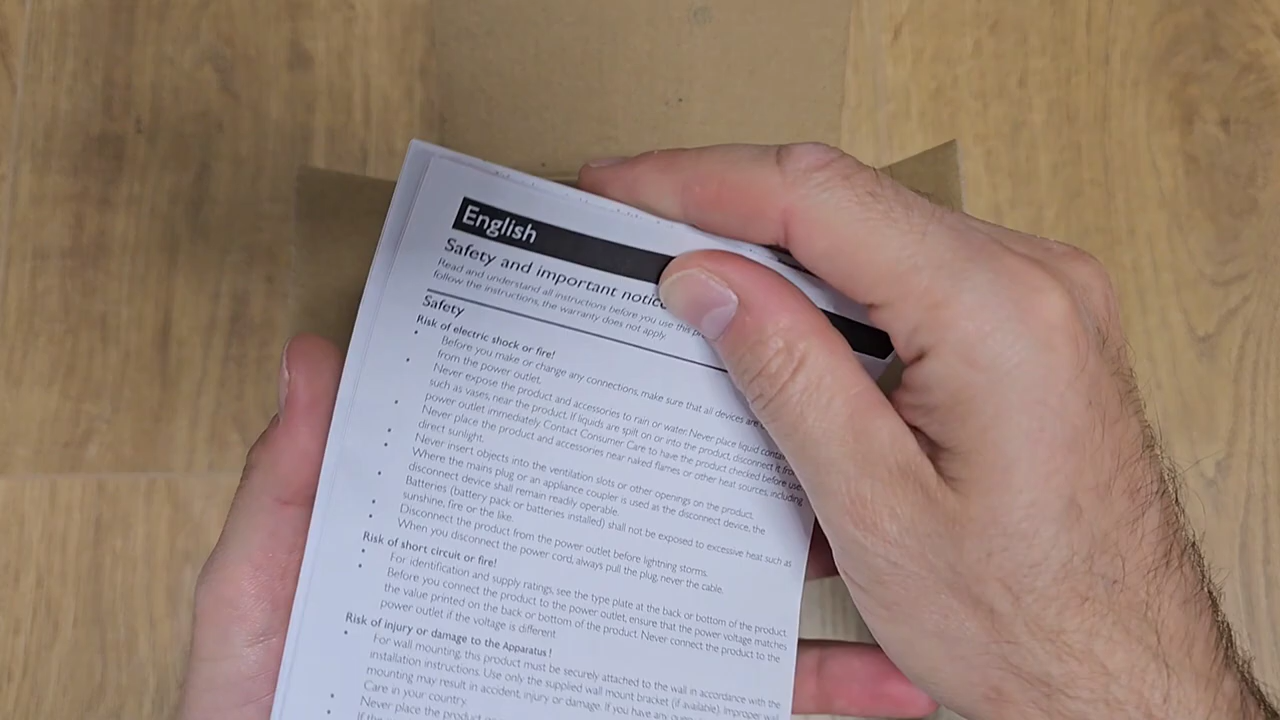 English
Safety and important notice
Read and understand all instructions before you use this
follow the instructions, the warranty does not apply.
Safety
Risk of electric shock or fire!
• Before you make or change any connections, make sure that all devices are
from the power outlet.
• Never expose the product and accessories to rain or water. Never place liquid
such as vases, near the product. If liquids are spilt on or into the product, disconnect it
power outlet immediately. Contact Consumer Care to have the product checked before use.
• Never place the product and accessories near naked flames or other heat sources, including
direct sunlight.
• Never insert objects into the ventilation slots or other openings on the product.
• Where the mains plug or an appliance coupler is used as the disconnect device, the
disconnect device shall remain readily operable.
• Batteries (battery pack or batteries installed) shall not be exposed to excessive heat such as
sunshine, fire or the like.
• Disconnect the product from the power outlet before lightning storms.
• When you disconnect the power cord, always pull the plug, never the cable.
Risk of short circuit or fire!
• For identification and supply ratings, see the type plate at the back or bottom of the product.
• Before you connect the product to the power outlet, ensure that the power voltage matches
the value printed on the back or bottom of the product. Never connect the product to the
power outlet if the voltage is different
Risk of injury or damage to the Apparatus !
• For wall mounting, this product must be securely attached to the wall in accordance with the
installation instructions. Use only the supplied wall mount bracket (if available). Improper wall
mounting may result in accident, injury or damage. If you have any
Care in your country.
• Never place the product